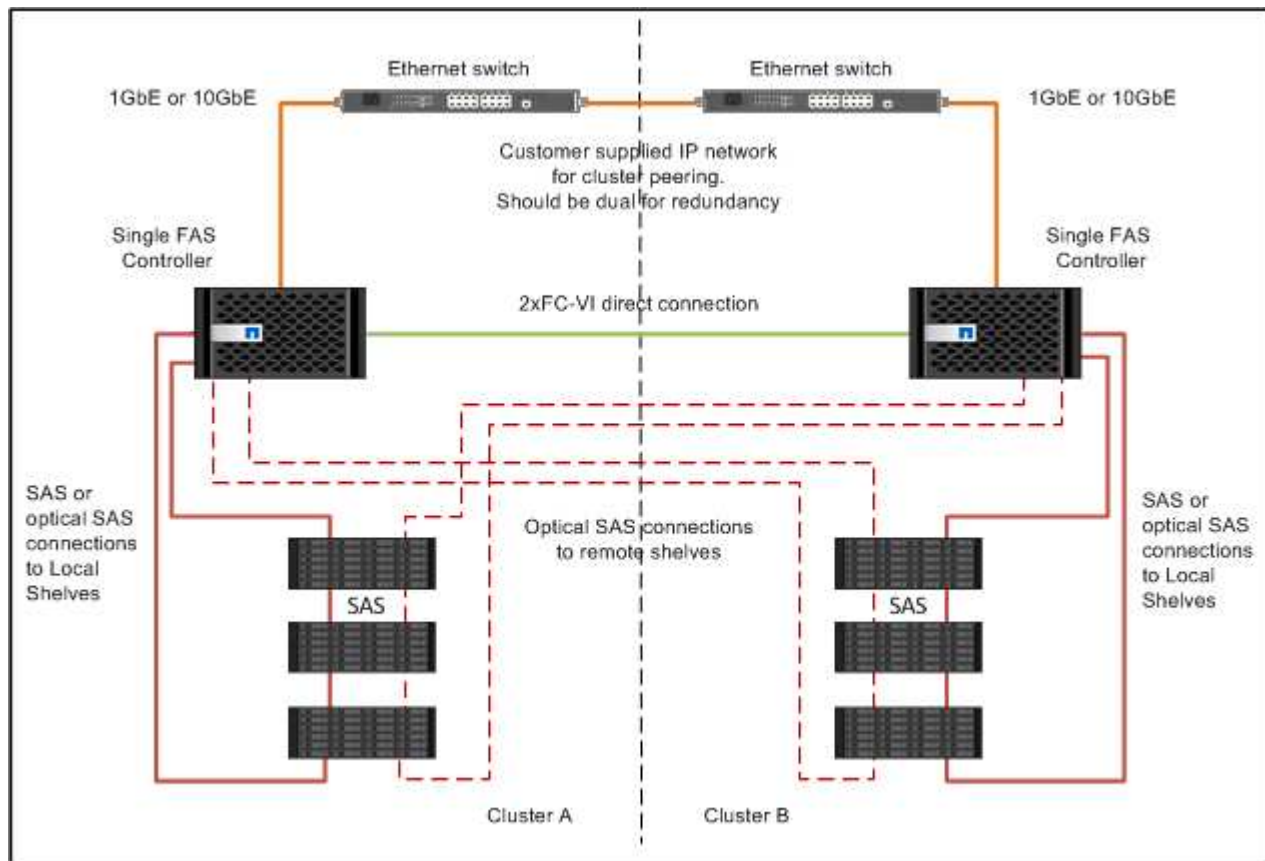 Ethernet switch
Ethernet switch
1GbE or 10GbE
1GbE or 10GbE
Customer supplied IP network
for cluster peering.
Should be dual for redundancy
Single FAS
Controller
Single FAS
Controller
2xFC-VI direct connection
SAS or
optical SAS
connections
to Local
Shelves
Optical SAS connections
to remote shelves
SAS or
optical SAS
connections
to Local
Shelves
SAS
SAS
Cluster A
Cluster B